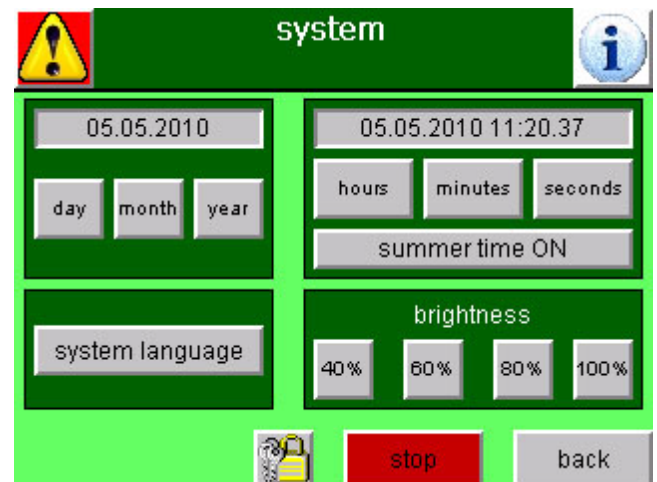 system
05.05.2010
day month year
05.05.2010 11:20.37
hours minutes seconds
summer time ON
system language
brightness
40% 60% 80% 100%
stop back